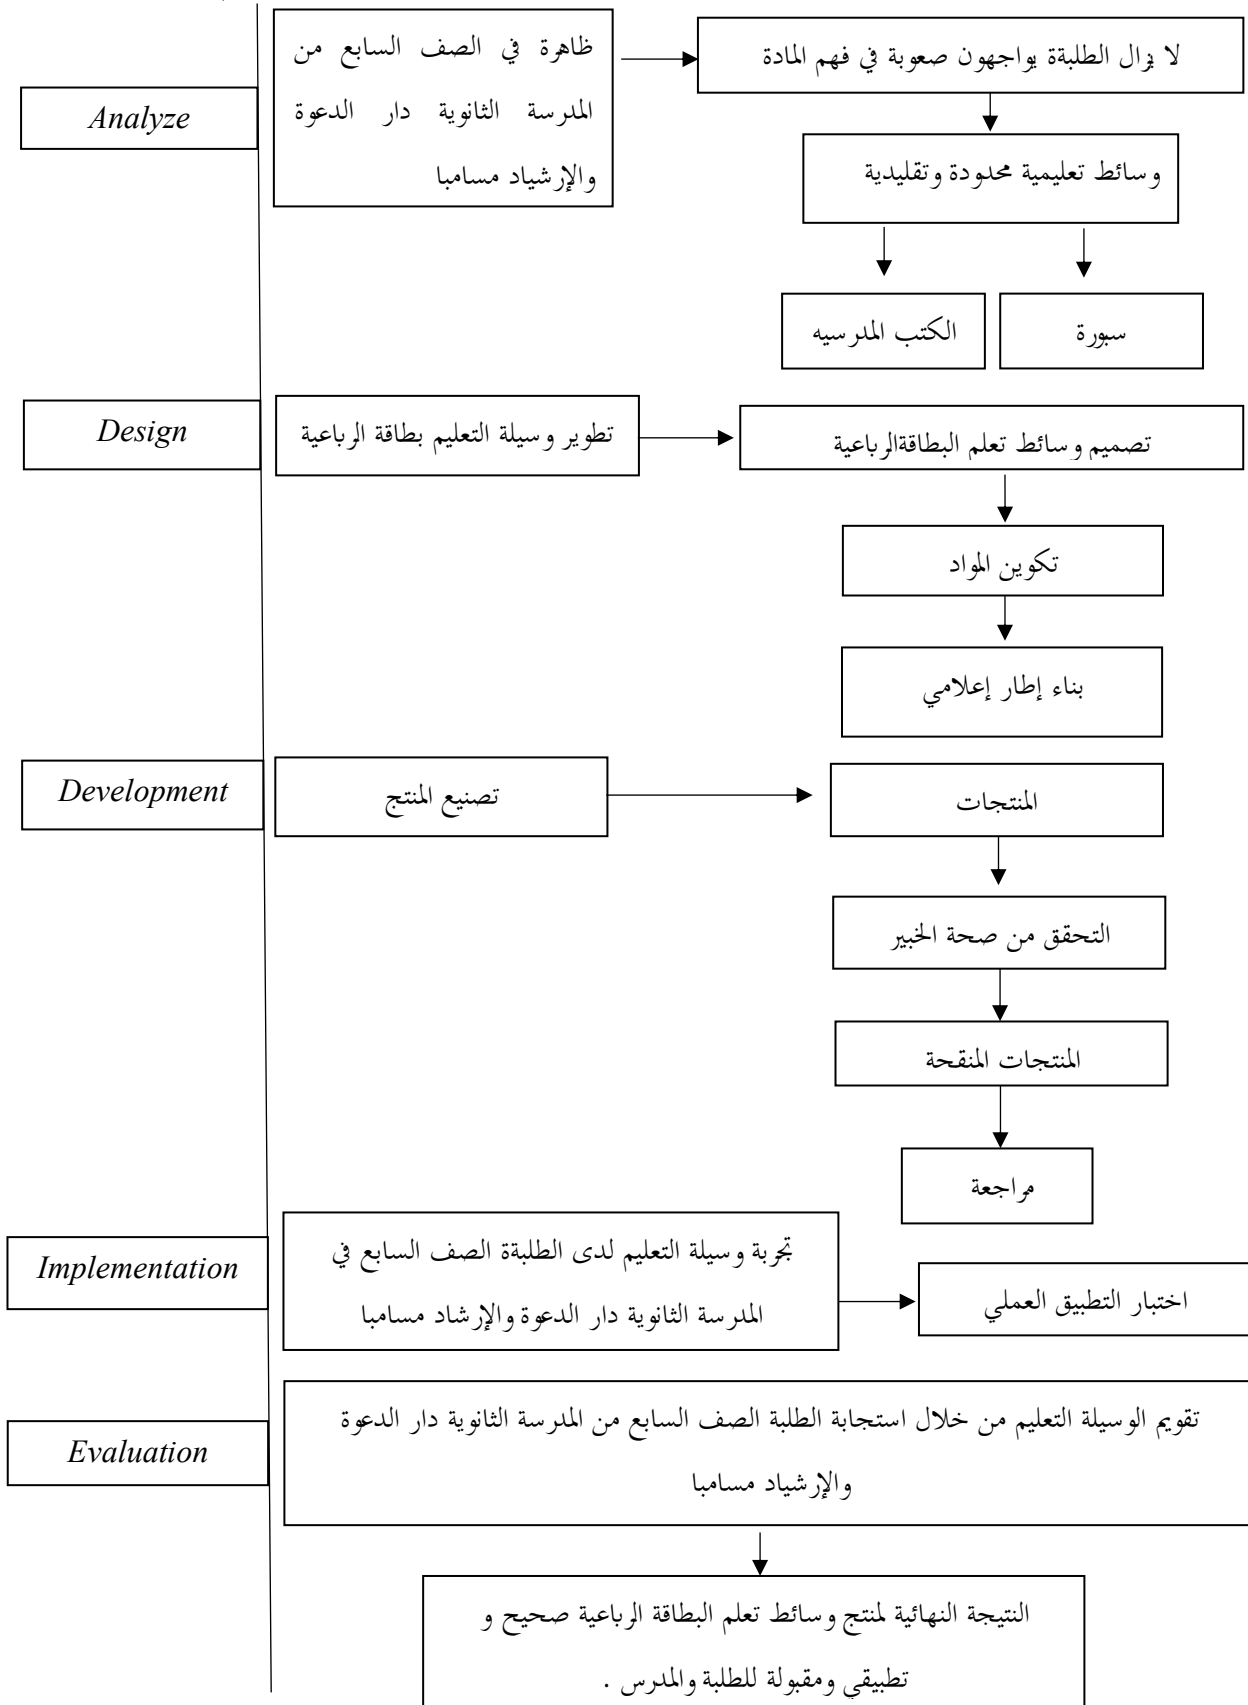 Analyze
ظاهرة في الصف السابع من
المدرسة الثانوية دار الدعوة
والإرشياد مسامبا
لا يزال الطلبةة يواجهون صعوبة في فهم المادة
وسائط تعليمية محدودة وتقليدية
الكتب المدرسيه
سبورة
Design
تطوير وسيلة التعليم بطاقة الرباعية
تصميم وسائط تعلم البطاقةالرباعية
تكوين المواد
بناء إطار إعلامي
Development
تصنيع المنتج
المنتجات
التحقق من صحة الخبير
المنتجات المنقحة
مراجعة
Implementation
تجربة وسيلة التعليم لدى الطلبةة الصف السابع في
المدرسة الثانوية دار الدعوة والإرشاد مسامبا
اختبار التطبيق العملي
Evaluation
تقويم الوسيلة التعليم من خلال استجابة الطلبة الصف السابع من المدرسة الثانوية دار الدعوة
والإرشياد مسامبا
النتيجة النهائية لمنتج وسائط تعلم البطاقة الرباعية صحيح و
تطبيقي ومقبولة للطلبة والمدرس .